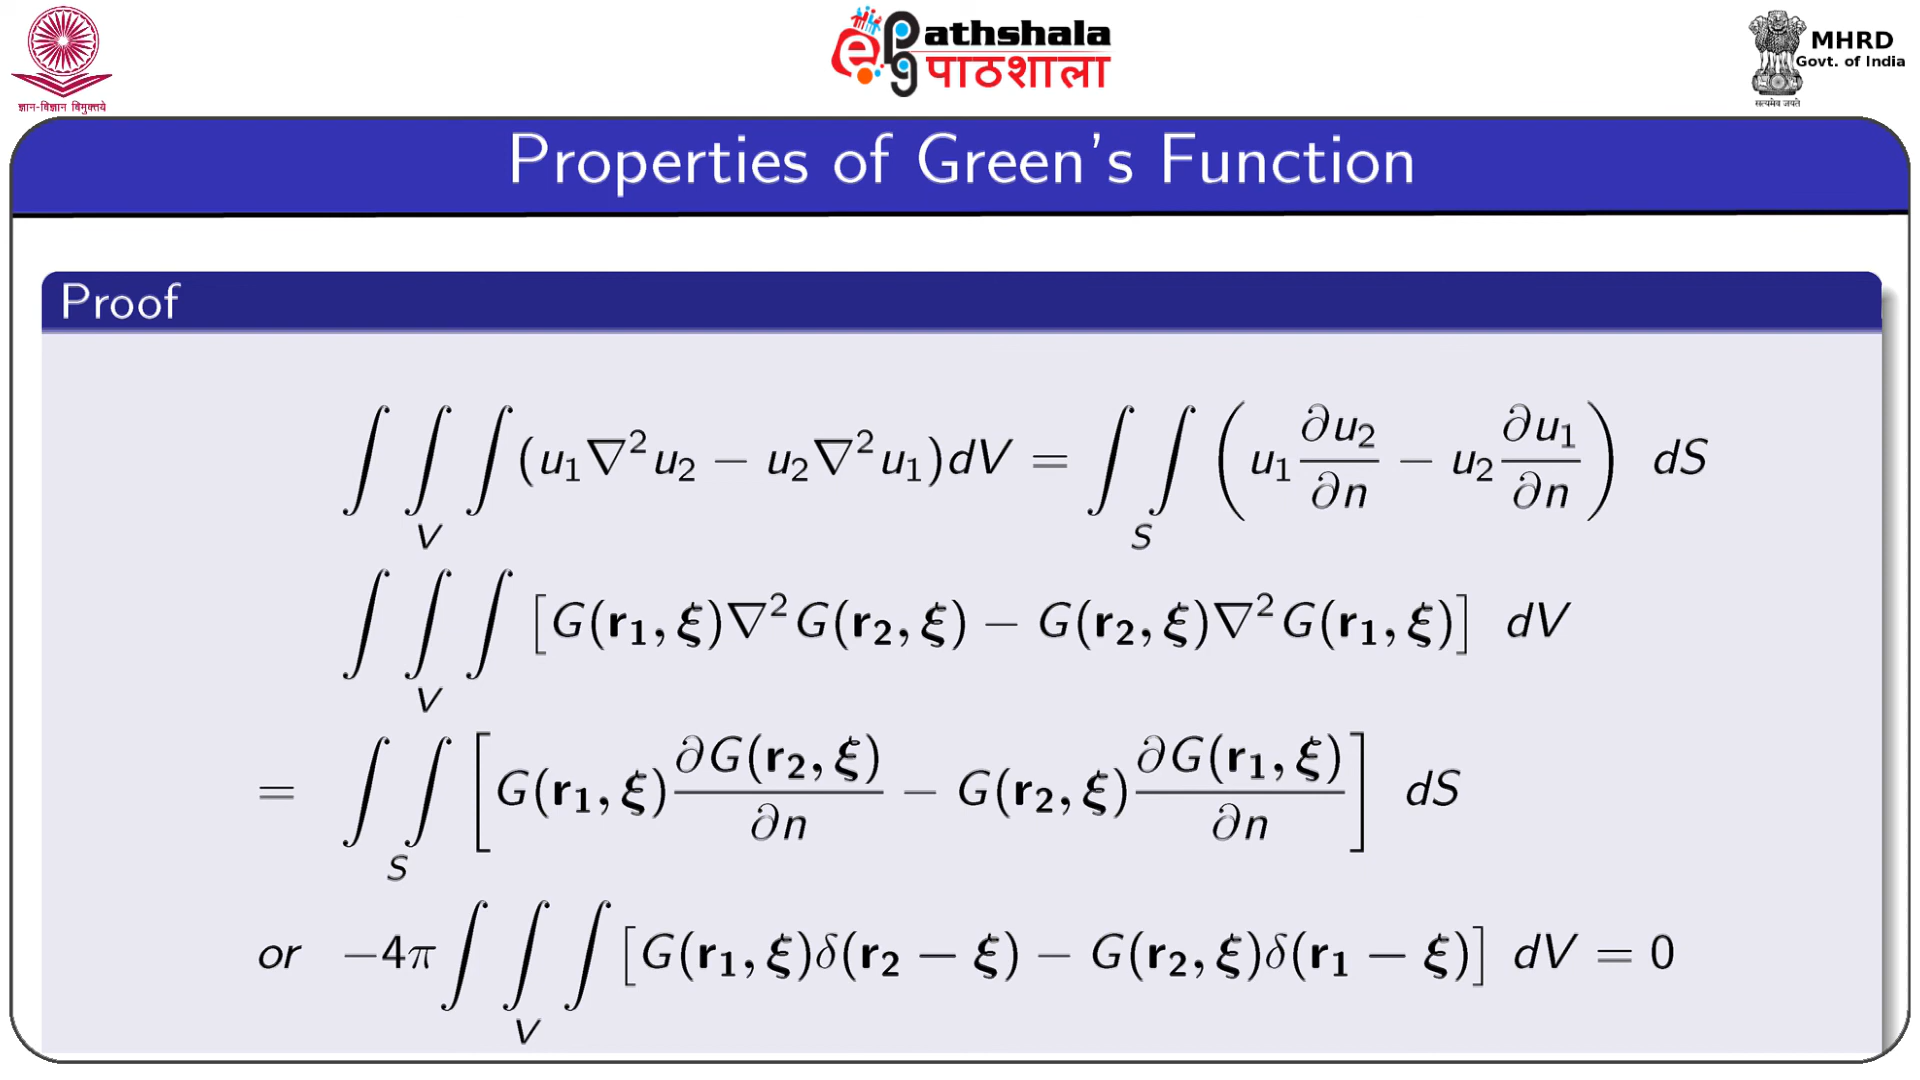 ज्ञान-विज्ञान विमुक्तये
ePG Pathshala
पाठशाला
MHRD
Govt. of India
सत्यमेव जयते
Properties of Green's Function
Proof
∫∫∫_V (u₁∇²u₂ − u₂∇²u₁)dV = ∫∫_S (u₁ ∂u₂/∂n − u₂ ∂u₁/∂n) dS
∫∫∫_V [G(r₁, ξ)∇²G(r₂, ξ) − G(r₂, ξ)∇²G(r₁, ξ)] dV
= ∫∫_S [G(r₁, ξ) ∂G(r₂, ξ)/∂n − G(r₂, ξ) ∂G(r₁, ξ)/∂n] dS
or −4π ∫∫∫_V [G(r₁, ξ)δ(r₂ − ξ) − G(r₂, ξ)δ(r₁ − ξ)] dV = 0